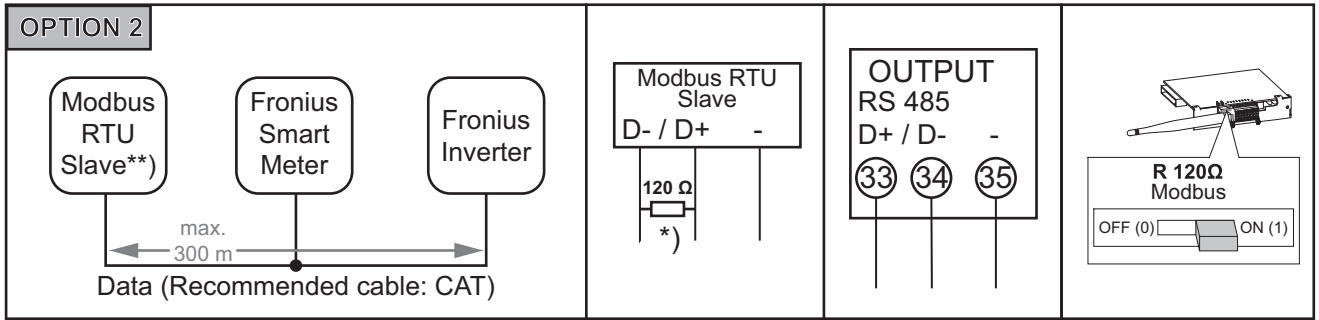 OPTION 2
Modbus
RTU
Slave**)
Fronius
Smart
Meter
Fronius
Inverter
max.
300 m
Data (Recommended cable: CAT)
Modbus RTU
Slave
D- / D+ -
120 Ω
*)
OUTPUT
RS 485
D+ / D- -
33 34 35
R 120Ω
Modbus
OFF (0) ON (1)